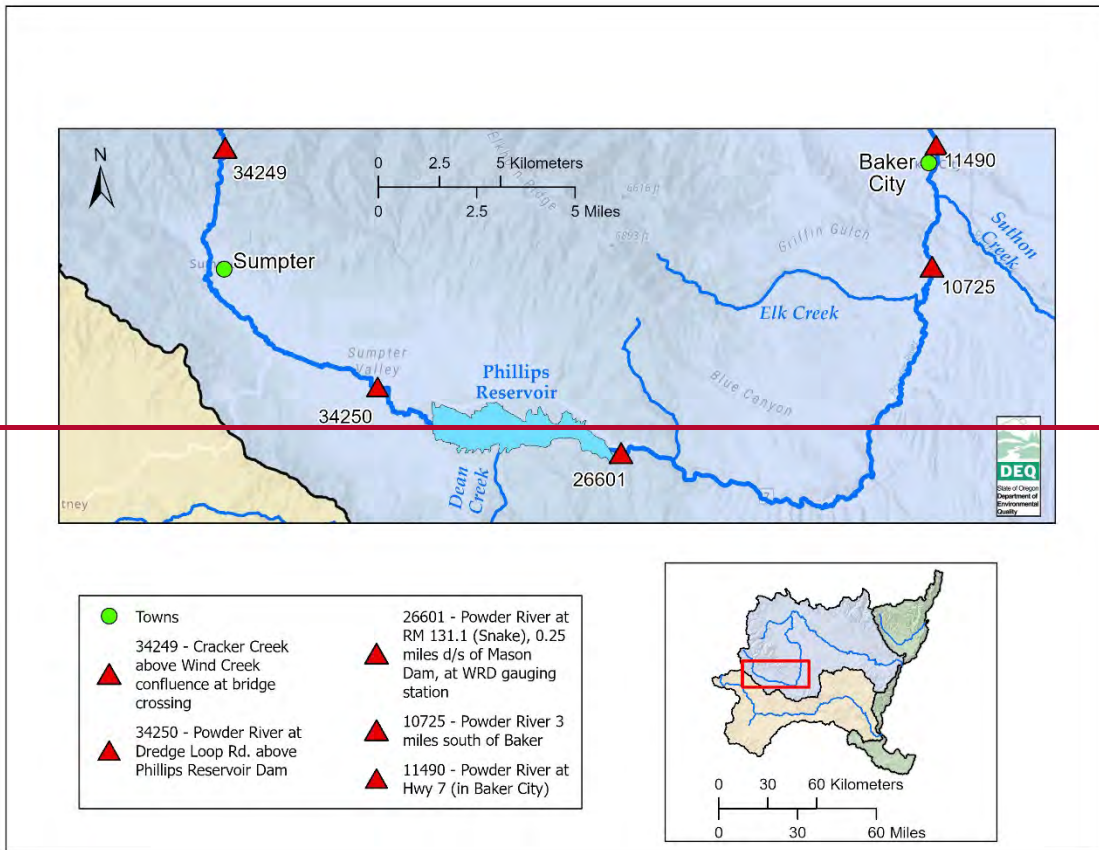 N
0 2.5 5 Kilometers
0 2.5 5 Miles
34249
Sumpter
Sumpter
Valley
34250
Phillips
Reservoir
Dean
Creek
26601
6893 ft
Griffin Gulch
Elk Creek
Blue Canyon
Baker
City
11490
Suthon
Creek
10725
tney
DEQ
State of Oregon
Department of
Environmental
Quality
Towns
34249 - Cracker Creek
above Wind Creek
confluence at bridge
crossing
34250 - Powder River at
Dredge Loop Rd. above
Phillips Reservoir Dam
26601 - Powder River at
RM 131.1 (Snake), 0.25
miles d/s of Mason
Dam, at WRD gauging
station
10725 - Powder River 3
miles south of Baker
11490 - Powder River at
Hwy 7 (in Baker City)
0 30 60 Kilometers
0 30 60 Miles